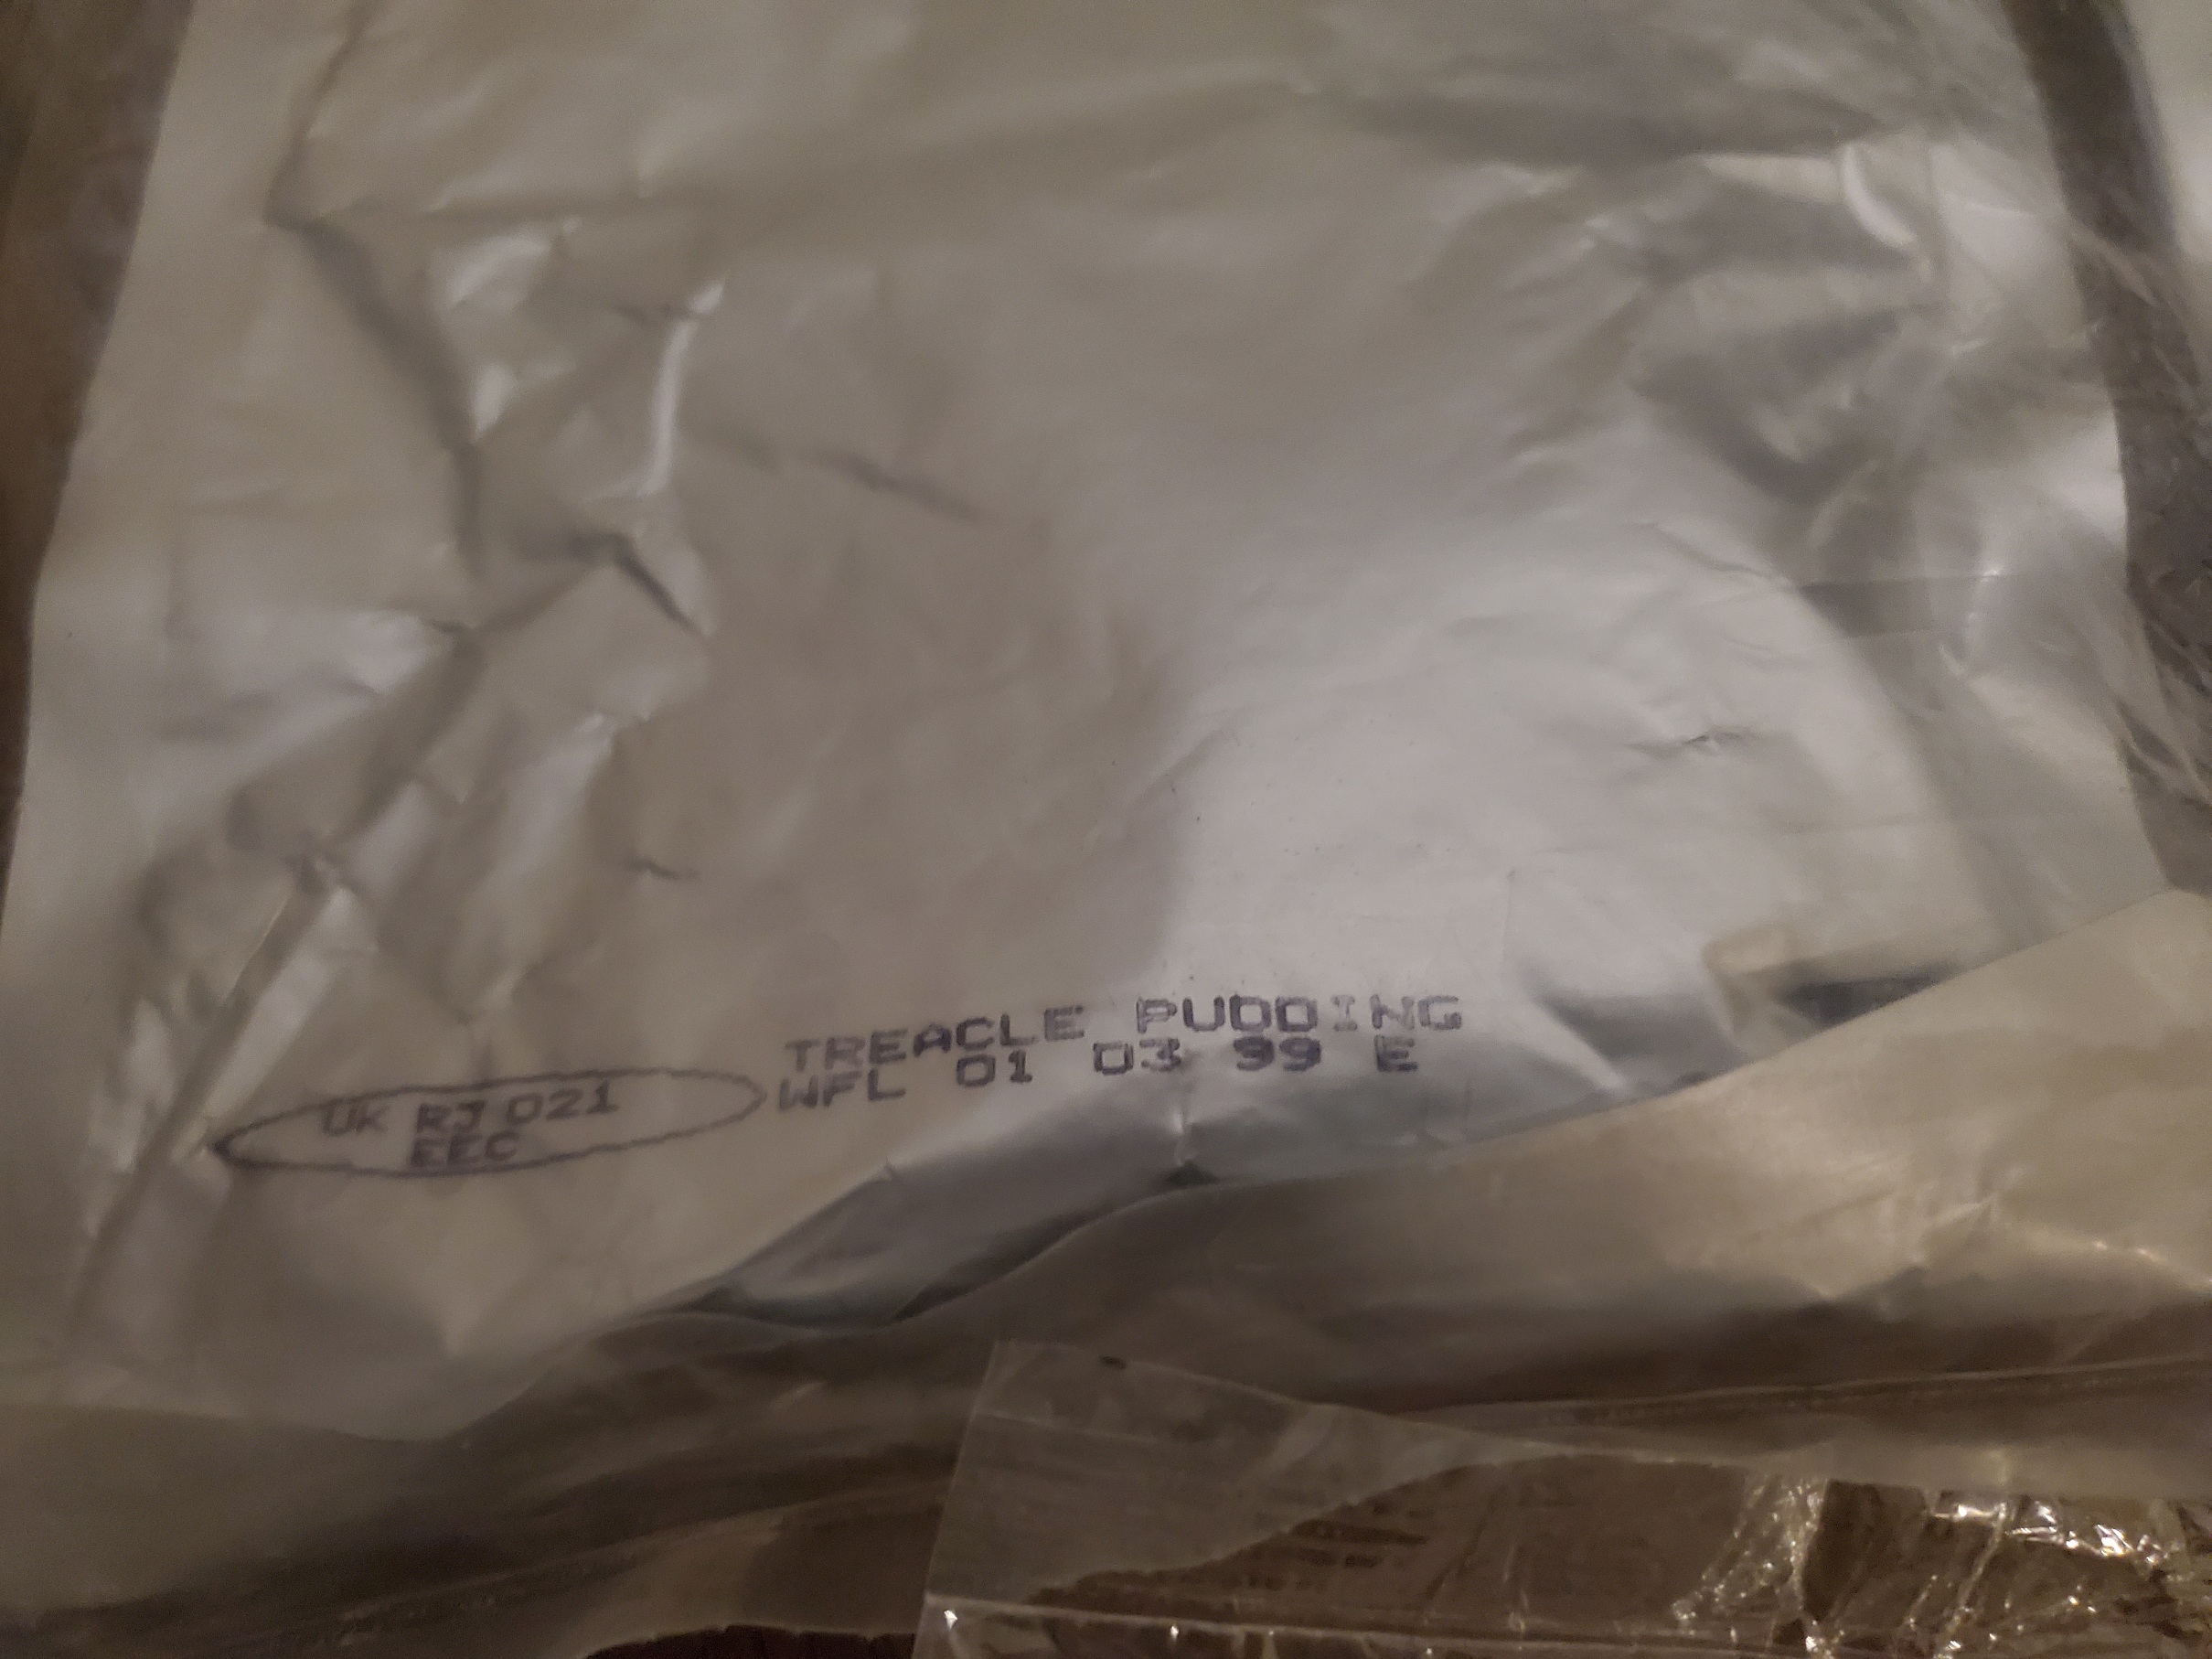 TREACLE PUDDING
WFL 01 03 99 E
UK RJ 021
EEC